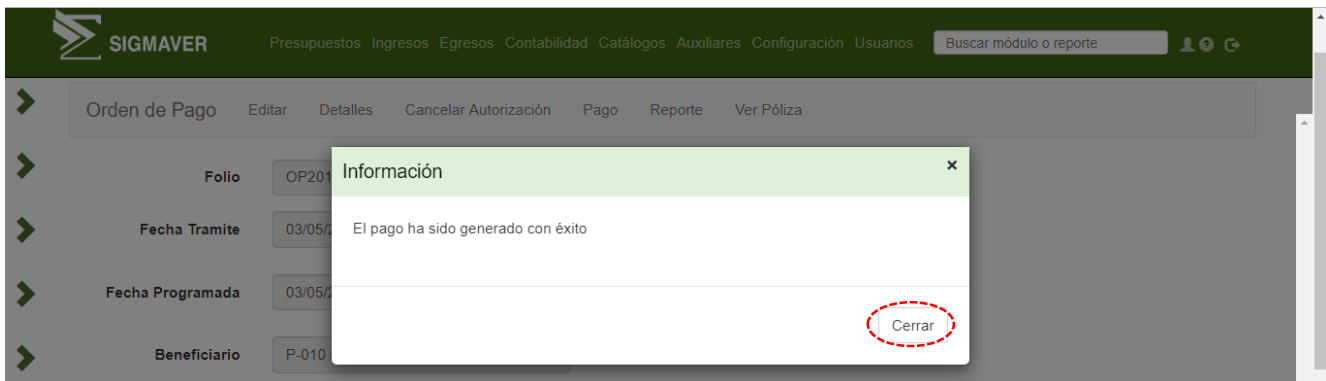 SIGMAVER Presupuestos Ingresos Egresos Contabilidad Catálogos Auxiliares Configuración Usuarios Buscar módulo o reporte
Orden de Pago Editar Detalles Cancelar Autorización Pago Reporte Ver Póliza
Información ×
Folio OP201
El pago ha sido generado con éxito
Fecha Tramite 03/05/2
Fecha Programada 03/05/2
Cerrar
Beneficiario P-010